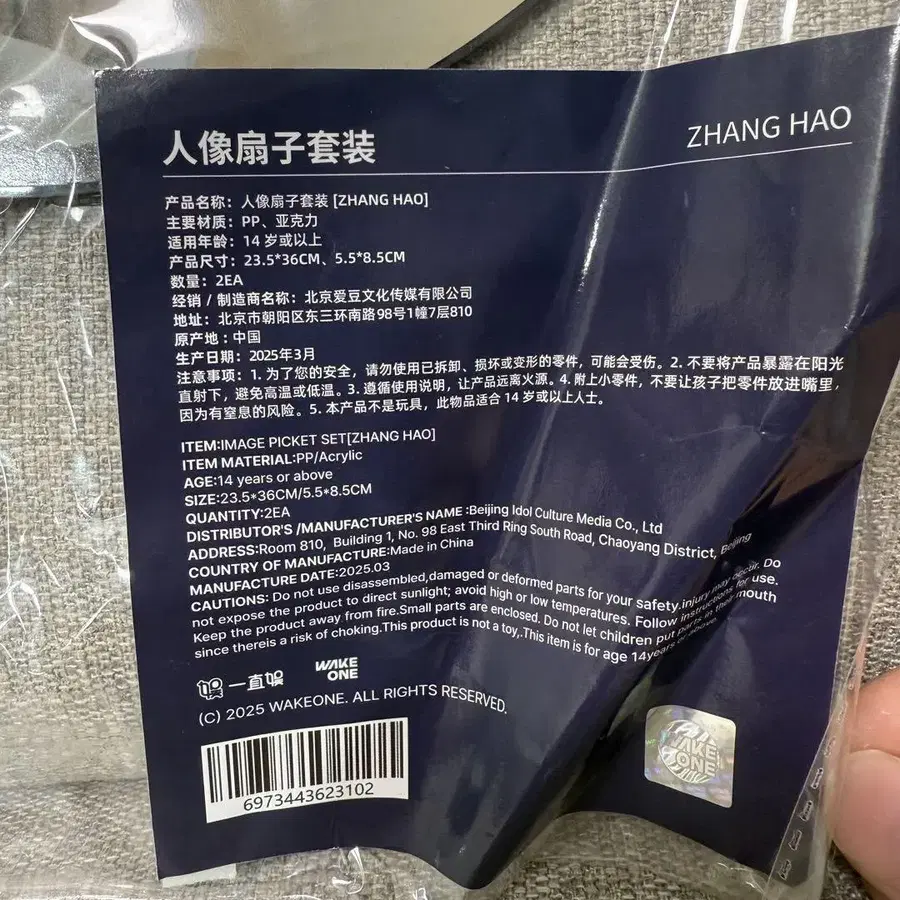 人像扇子套装
ZHANG HAO
产品名称：人像扇子套装 [ZHANG HAO]
主要材质：PP、亚克力
适用年龄：14 岁或以上
产品尺寸：23.5*36CM、5.5*8.5CM
数量：2EA
经销 / 制造商名称：北京爱豆文化传媒有限公司
地址：北京市朝阳区东三环南路98号1幢7层810
原产地：中国
生产日期：2025年3月
注意事项：1. 为了您的安全，请勿使用已拆卸、损坏或变形的零件，可能会受伤。2. 不要将产品暴露在阳光
直射下，避免高温或低温。3. 遵循使用说明，让产品远离火源。4. 附上小零件，不要让孩子把零件放进嘴里，
因为有窒息的风险。5. 本产品不是玩具，此物品适合 14 岁或以上人士。
ITEM:IMAGE PICKET SET[ZHANG HAO]
ITEM MATERIAL:PP/Acrylic
AGE:14 years or above
SIZE:23.5*36CM/5.5*8.5CM
QUANTITY:2EA
DISTRIBUTOR'S /MANUFACTURER'S NAME :Beijing Idol Culture Media Co., Ltd
ADDRESS:Room 810, Building 1, No. 98 East Third Ring South Road, Chaoyang District, Beijing
COUNTRY OF MANUFACTURE:Made in China
MANUFACTURE DATE:2025.03
CAUTIONS: Do not use disassembled,damaged or deformed parts for your safety.injury may occur. Do
not expose the product to direct sunlight; avoid high or low temperatures. Follow instructions for use.
Keep the product away from fire.Small parts are enclosed. Do not let children put parts in their mouth
since thereis a risk of choking.This product is not a toy,.This item is for age 14years or above.
一直娱
WAKE
ONE
(C) 2025 WAKEONE. ALL RIGHTS RESERVED.
6973443623102
WAKE
ONE